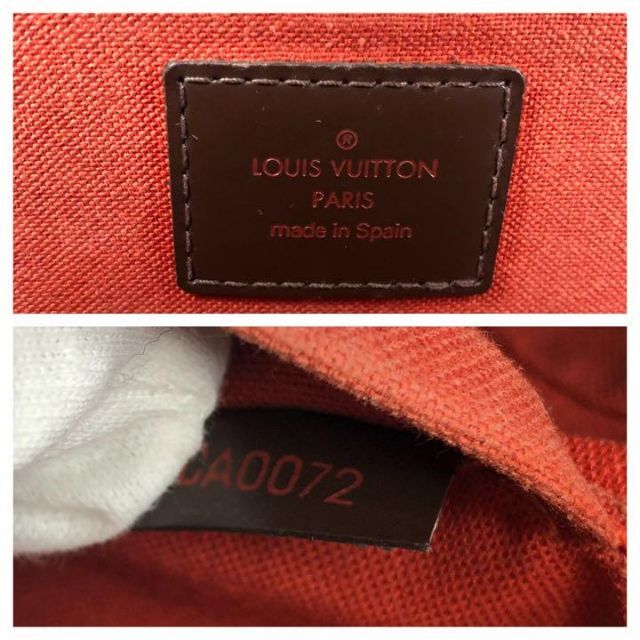 ®
LOUIS VUITTON
PARIS
made in Spain
CA0072